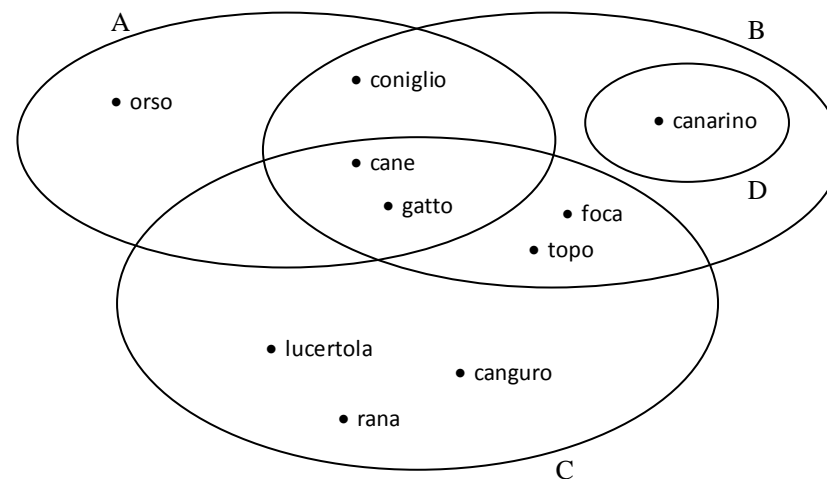 A
B
• coniglio
• orso
• canarino
• cane
D
• gatto
• foca
• topo
• lucertola
• canguro
• rana
C